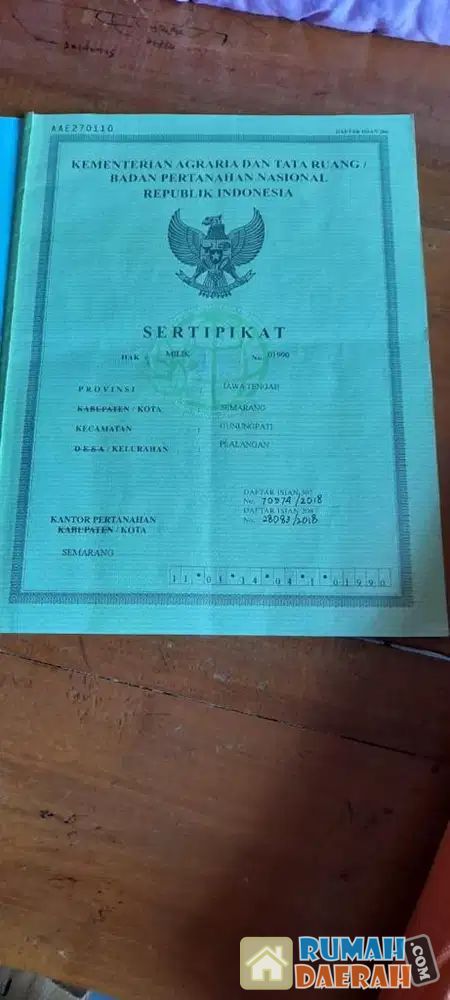 AAE270110
DAFTAR ISIAN 206
KEMENTERIAN AGRARIA DAN TATA RUANG /
BADAN PERTANAHAN NASIONAL
REPUBLIK INDONESIA
SERTIPIKAT
HAK : MILIK No. 01990
PROVINSI : JAWA TENGAH
KABUPATEN / KOTA : SEMARANG
KECAMATAN : GUNUNGPATI
DESA / KELURAHAN : PLALANGAN
DAFTAR ISIAN 307
No. 70974/2018
DAFTAR ISIAN 208
No. 28083/2018
KANTOR PERTANAHAN
KABUPATEN / KOTA
SEMARANG
11 01 14 04 1 01990
RUMAH
DAERAH.COM